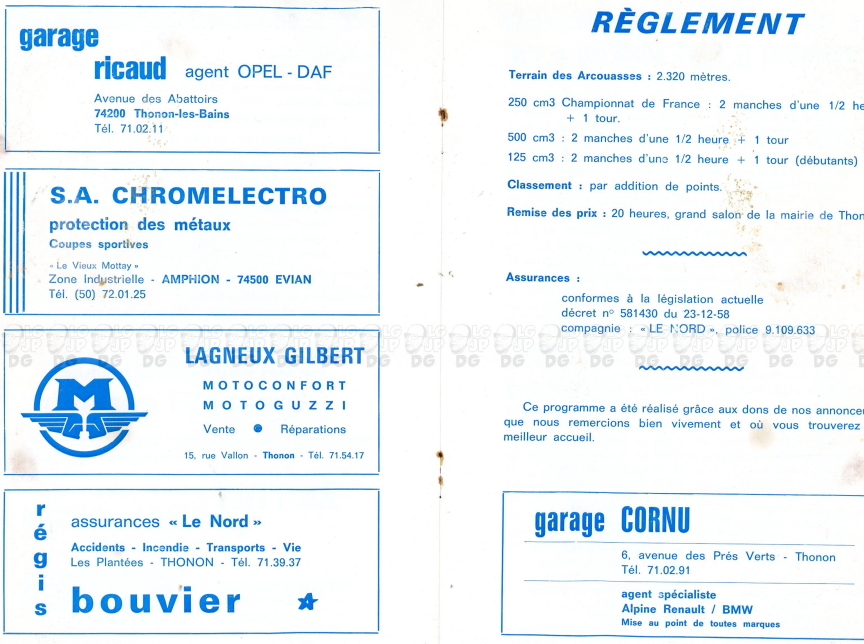 garage
ricaud agent OPEL - DAF
Avenue des Abattoirs
74200 Thonon-les-Bains
Tél. 71.02.11
S.A. CHROMELECTRO
protection des métaux
Coupes sportives
« Le Vieux Mottay »
Zone Industrielle - AMPHION - 74500 EVIAN
Tél. (50) 72.01.25
LAGNEUX GILBERT
M
MOTOCONFORT
MOTOGUZZI
Vente ● Réparations
15, rue Vallon - Thonon - Tél. 71.54.17
régis
assurances « Le Nord »
Accidents - Incendie - Transports - Vie
Les Plantées - THONON - Tél. 71.39.37
bouvier
RÈGLEMENT
Terrain des Arcouasses : 2.320 mètres.
250 cm3 Championnat de France : 2 manches d'une 1/2 he
+ 1 tour.
500 cm3 : 2 manches d'une 1/2 heure + 1 tour
125 cm3 : 2 manches d'une 1/2 heure + 1 tour (débutants)
Classement : par addition de points.
Remise des prix : 20 heures, grand salon de la mairie de Thon
Assurances :
conformes à la législation actuelle
décret n° 581430 du 23-12-58
compagnie : « LE NORD », police 9.109.633
Ce programme a été réalisé grâce aux dons de nos annonce
que nous remercions bien vivement et où vous trouverez
meilleur accueil.
garage CORNU
6, avenue des Prés Verts - Thonon
Tél. 71.02.91
agent spécialiste
Alpine Renault / BMW
Mise au point de toutes marques